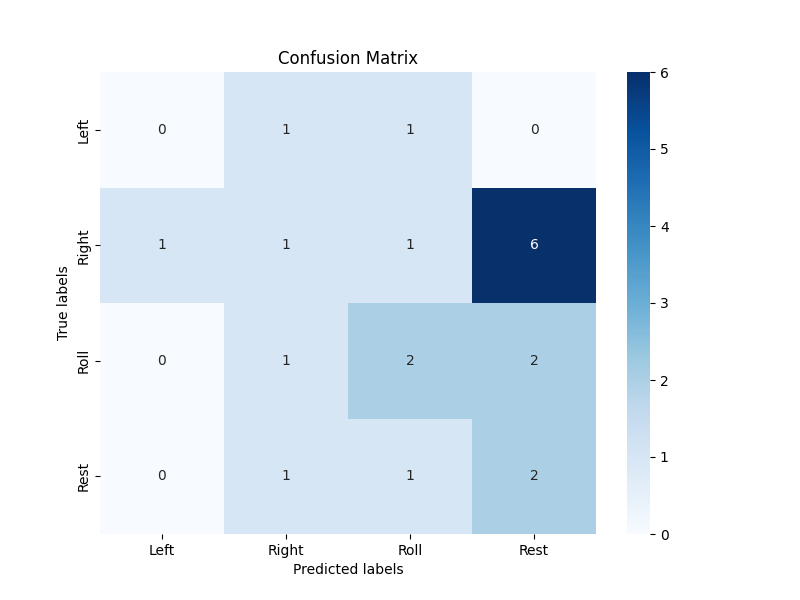 Confusion Matrix
True labels
Left 0 1 1 0
Right 1 1 1 6
Roll 0 1 2 2
Rest 0 1 1 2
Left Right Roll Rest
Predicted labels
6
5
4
3
2
1
0